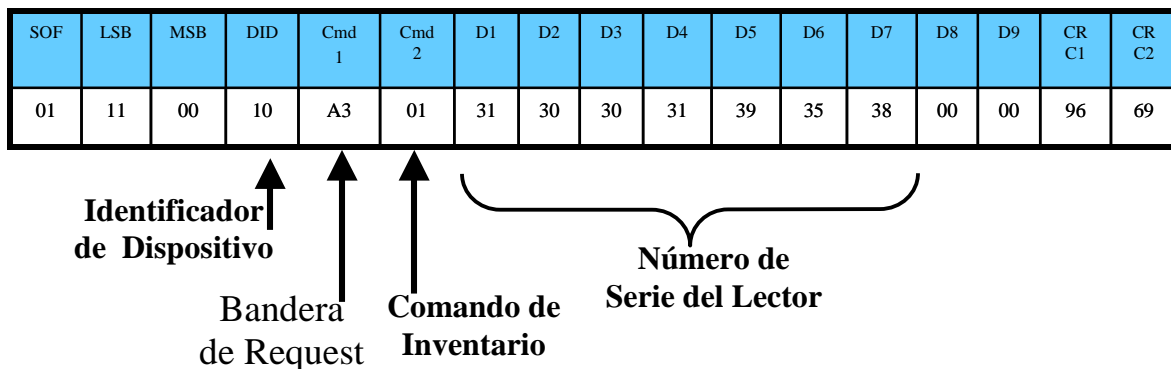 SOF LSB MSB DID Cmd 1 Cmd 2 D1 D2 D3 D4 D5 D6 D7 D8 D9 CR C1 CR C2
01 11 00 10 A3 01 31 30 30 31 39 35 38 00 00 96 69
Identificador
de Dispositivo
Bandera
de Request
Comando de
Inventario
Número de
Serie del Lector